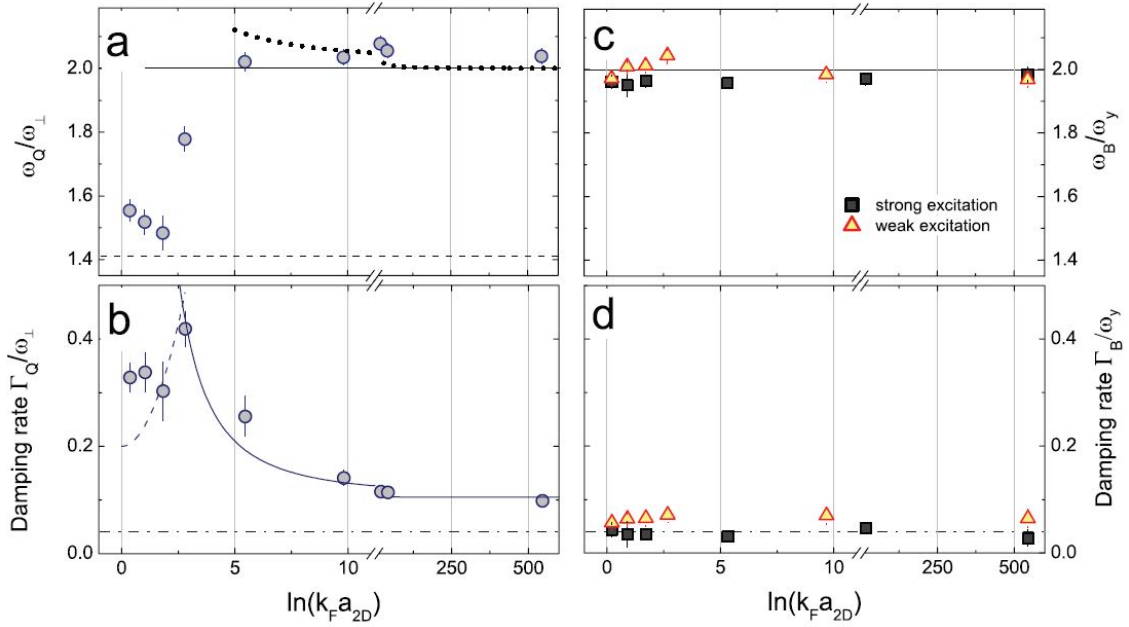 a
2.0
1.8
1.6
1.4
ω_Q/ω_⊥
c
2.0
1.8
1.6
1.4
ω_B/ω_y
strong excitation
weak excitation
b
0.4
0.2
0.0
Damping rate Γ_Q/ω_⊥
0
5
10
250
500
ln(k_F a_2D)
d
0.4
0.2
0.0
Damping rate Γ_B/ω_y
0
5
10
250
500
ln(k_F a_2D)